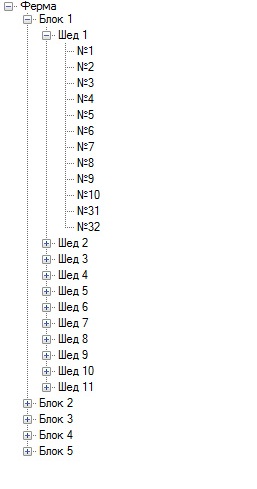 Ферма
Блок 1
Шед 1
№1
№2
№3
№4
№5
№6
№7
№8
№9
№10
№31
№32
Шед 2
Шед 3
Шед 4
Шед 5
Шед 6
Шед 7
Шед 8
Шед 9
Шед 10
Шед 11
Блок 2
Блок 3
Блок 4
Блок 5